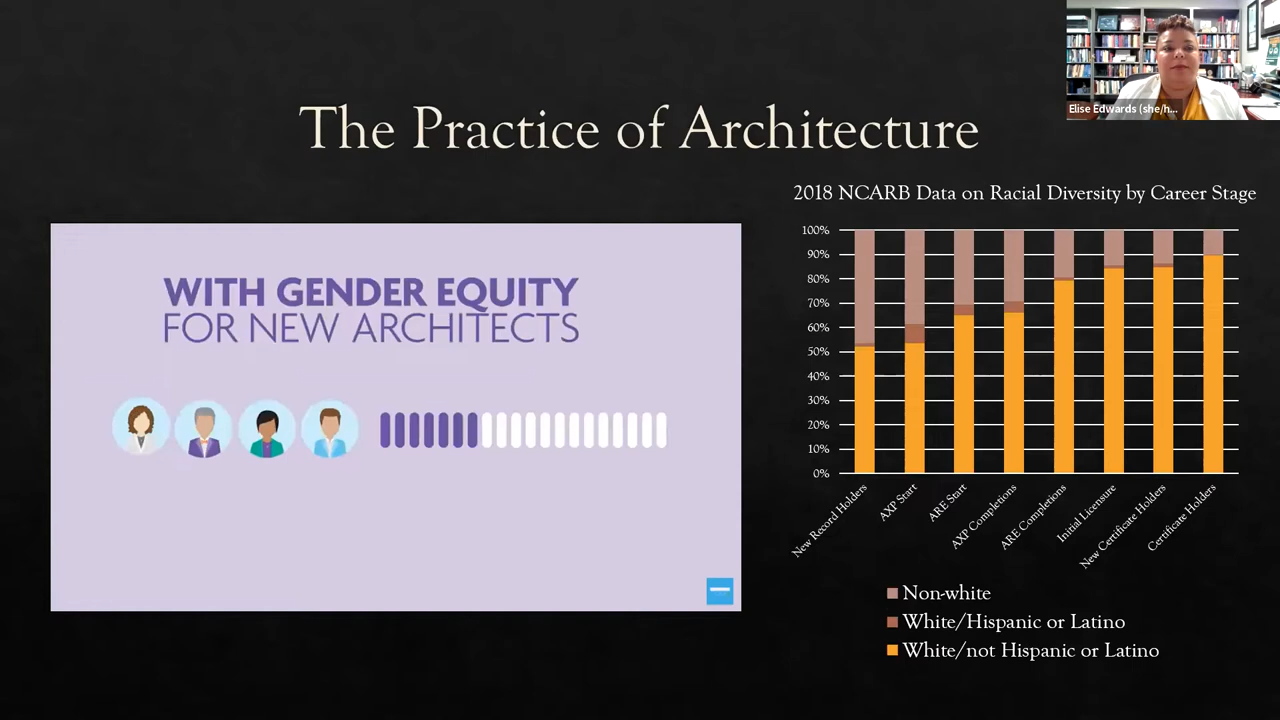 Elise Edwards (she/h...
The Practice of Architecture
WITH GENDER EQUITY
FOR NEW ARCHITECTS
2018 NCARB Data on Racial Diversity by Career Stage
100%
90%
80%
70%
60%
50%
40%
30%
20%
10%
0%
New Record Holders
AXP Start
ARE Start
AXP Completions
ARE Completions
Initial Licensure
New Certificate Holders
Certificate Holders
Non-white
White/Hispanic or Latino
White/not Hispanic or Latino